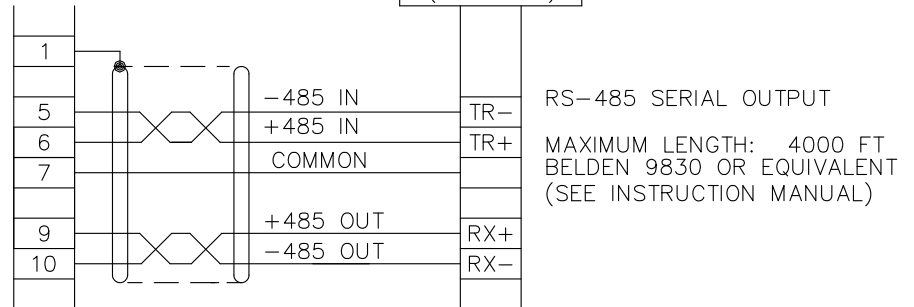 1
5
6
7
9
10
-485 IN
+485 IN
COMMON
+485 OUT
-485 OUT
TR-
TR+
RX+
RX-
RS-485 SERIAL OUTPUT
MAXIMUM LENGTH: 4000 FT
BELDEN 9830 OR EQUIVALENT
(SEE INSTRUCTION MANUAL)